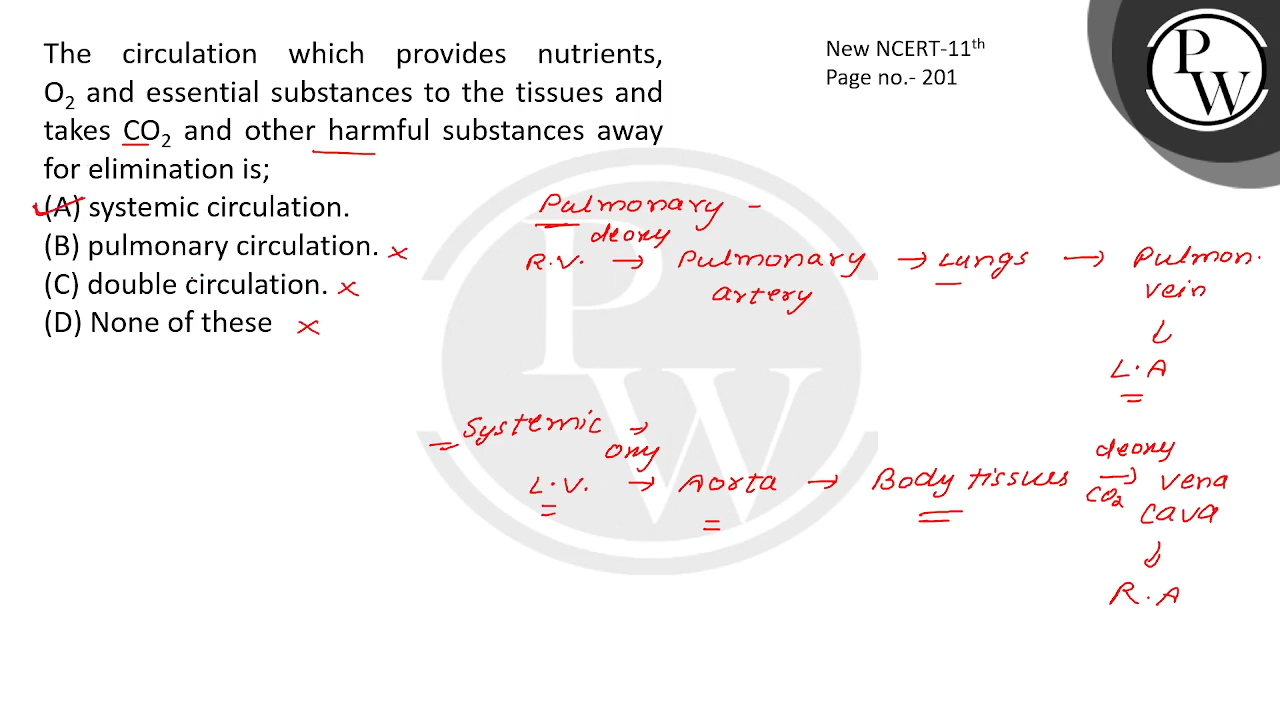 The circulation which provides nutrients,
O₂ and essential substances to the tissues and
takes CO₂ and other harmful substances away
for elimination is;
(A) systemic circulation.
(B) pulmonary circulation. ×
(C) double circulation. ×
(D) None of these ×
New NCERT-11ᵗʰ
Page no.- 201
PW
Pulmonary -
deoxy
R.V. → Pulmonary → Lungs → Pulmon.
artery vein
↓
L.A
= Systemic →
oxy
deoxy
L.V. → Aorta → Body tissues → vena
CO₂ cava
↓
R.A
PW